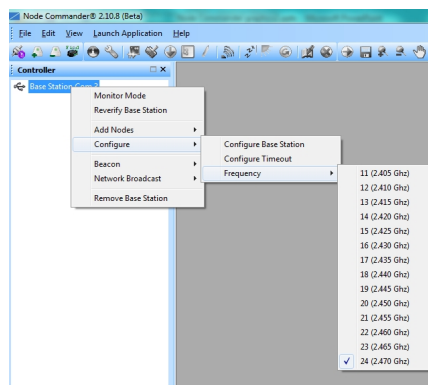 Node Commander® 2.10.8 (Beta)
File Edit View Launch Application Help
Controller
Base Station Com 2
Monitor Mode
Reverify Base Station
Add Nodes
Configure
Beacon
Network Broadcast
Remove Base Station
Configure Base Station
Configure Timeout
Frequency
11 (2.405 Ghz)
12 (2.410 Ghz)
13 (2.415 Ghz)
14 (2.420 Ghz)
15 (2.425 Ghz)
16 (2.430 Ghz)
17 (2.435 Ghz)
18 (2.440 Ghz)
19 (2.445 Ghz)
20 (2.450 Ghz)
21 (2.455 Ghz)
22 (2.460 Ghz)
23 (2.465 Ghz)
24 (2.470 Ghz)